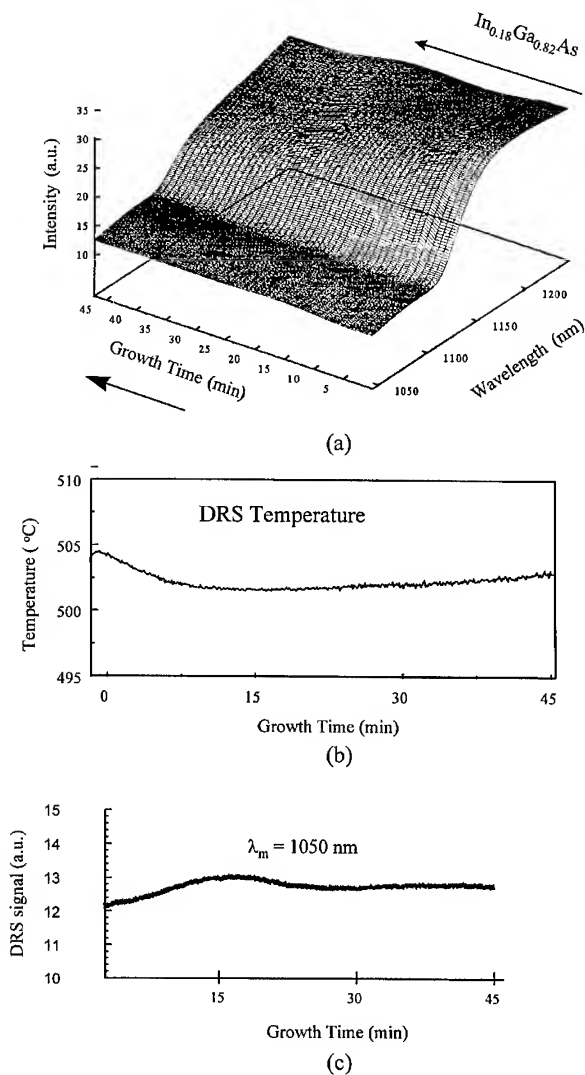 In0.18Ga0.82As
35
30
25
20
15
10
Intensity (a.u.)
45
40
35
30
25
20
15
10
5
Growth Time (min)
1050
1100
1150
1200
Wavelength (nm)
(a)
510
505
500
495
Temperature ( °C)
DRS Temperature
0 15 30 45
Growth Time (min)
(b)
15
14
13
12
11
10
DRS signal (a.u.)
λm = 1050 nm
15 30 45
Growth Time (min)
(c)